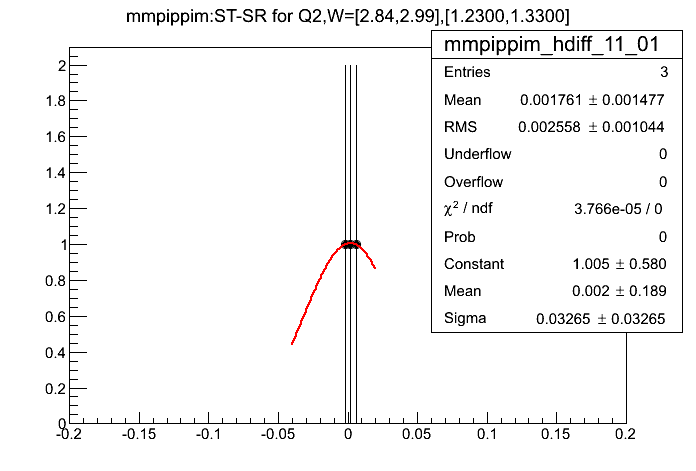 mmpippim:ST-SR for Q2,W=[2.84,2.99],[1.2300,1.3300]
mmpippim_hdiff_11_01
Entries 3
Mean 0.001761 ± 0.001477
RMS 0.002558 ± 0.001044
Underflow 0
Overflow 0
χ² / ndf 3.766e-05 / 0
Prob 0
Constant 1.005 ± 0.580
Mean 0.002 ± 0.189
Sigma 0.03265 ± 0.03265
2
1.8
1.6
1.4
1.2
1
0.8
0.6
0.4
0.2
0
-0.2 -0.15 -0.1 -0.05 0 0.05 0.1 0.15 0.2